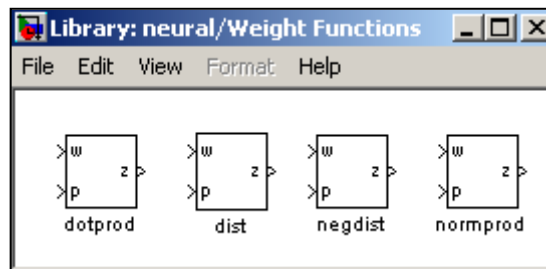 Library: neural/Weight Functions
File Edit View Format Help
w w w w
z z z z
p p p p
dotprod dist negdist normprod